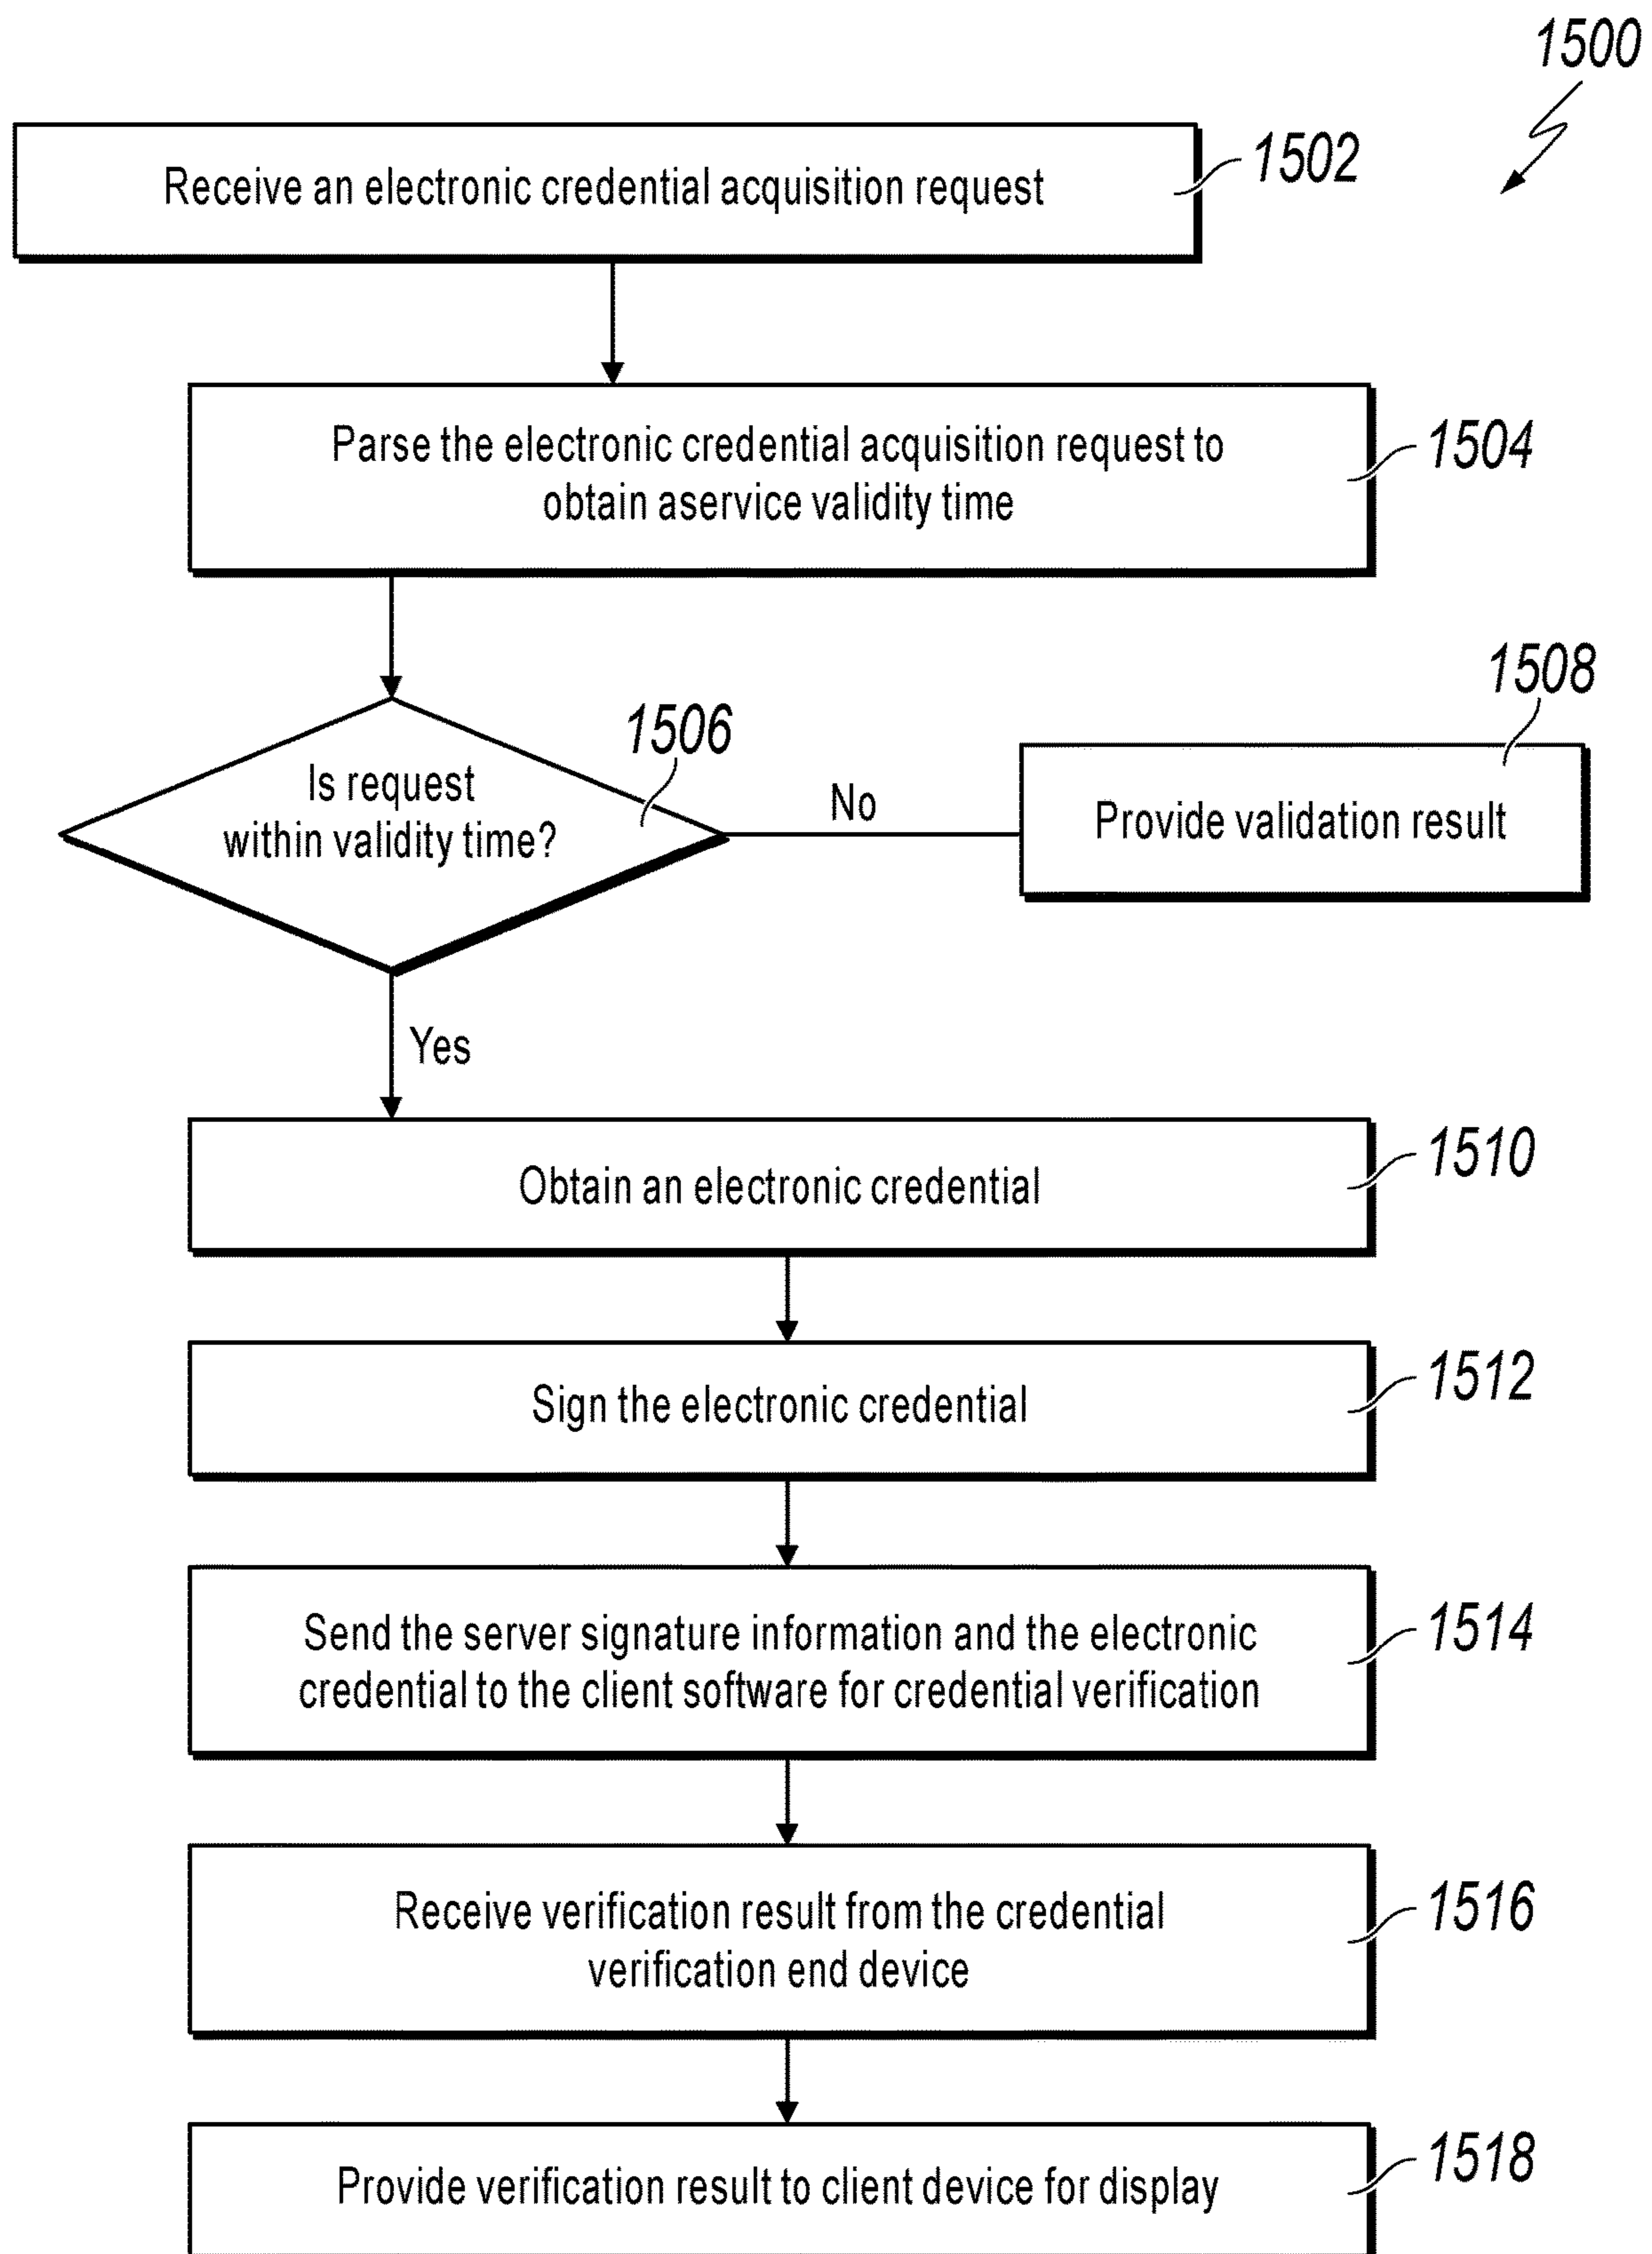 1500
Receive an electronic credential acquisition request
1502
Parse the electronic credential acquisition request to
obtain aservice validity time
1504
Is request
within validity time?
1506
No
Provide validation result
1508
Yes
Obtain an electronic credential
1510
Sign the electronic credential
1512
Send the server signature information and the electronic
credential to the client software for credential verification
1514
Receive verification result from the credential
verification end device
1516
Provide verification result to client device for display
1518